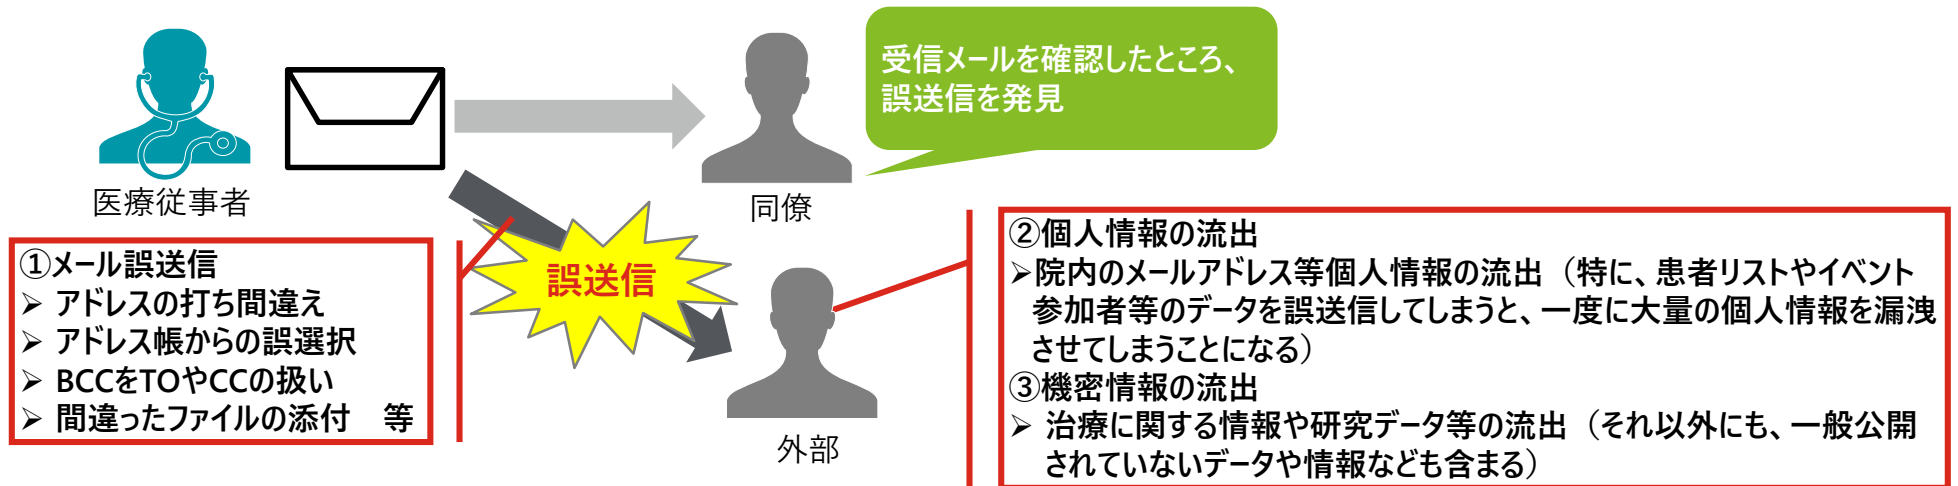 受信メールを確認したところ、
誤送信を発見
医療従事者
同僚
誤送信
外部
①メール誤送信
➢ アドレスの打ち間違え
➢ アドレス帳からの誤選択
➢ BCCをTOやCCの扱い
➢ 間違ったファイルの添付　等
②個人情報の流出
➢院内のメールアドレス等個人情報の流出（特に、患者リストやイベント
参加者等のデータを誤送信してしまうと、一度に大量の個人情報を漏洩
させてしまうことになる）
③機密情報の流出
➢ 治療に関する情報や研究データ等の流出（それ以外にも、一般公開
されていないデータや情報なども含まる）